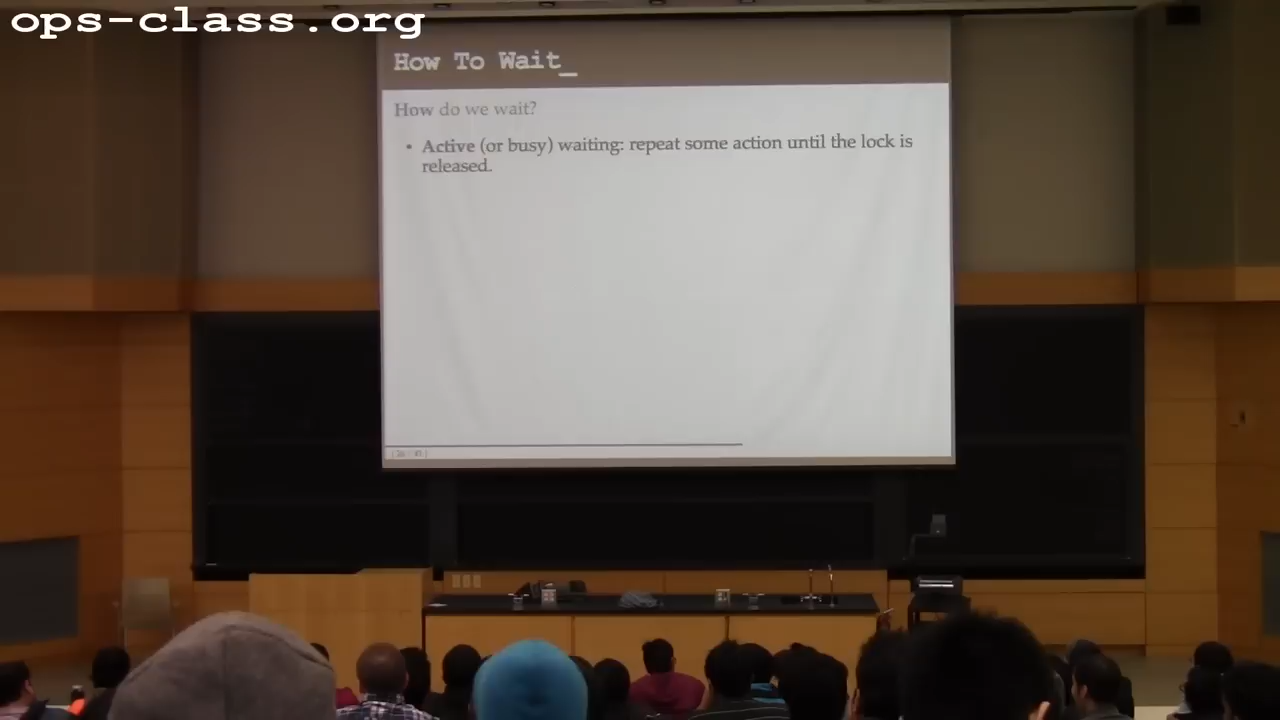 ops-class.org
How To Wait_
How do we wait?
• Active (or busy) waiting: repeat some action until the lock is
released.